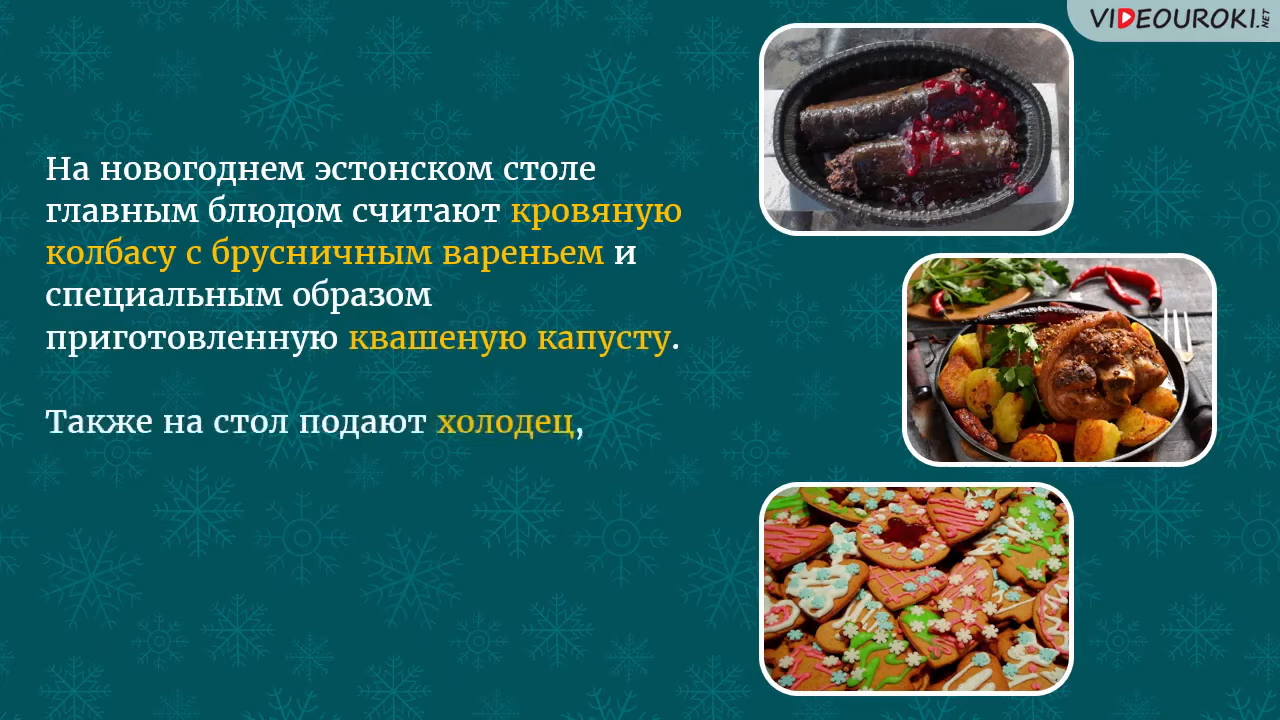 VIDEOUROKI.NET
На новогоднем эстонском столе
главным блюдом считают кровяную
колбасу с брусничным вареньем и
специальным образом
приготовленную квашеную капусту.
Также на стол подают холодец,